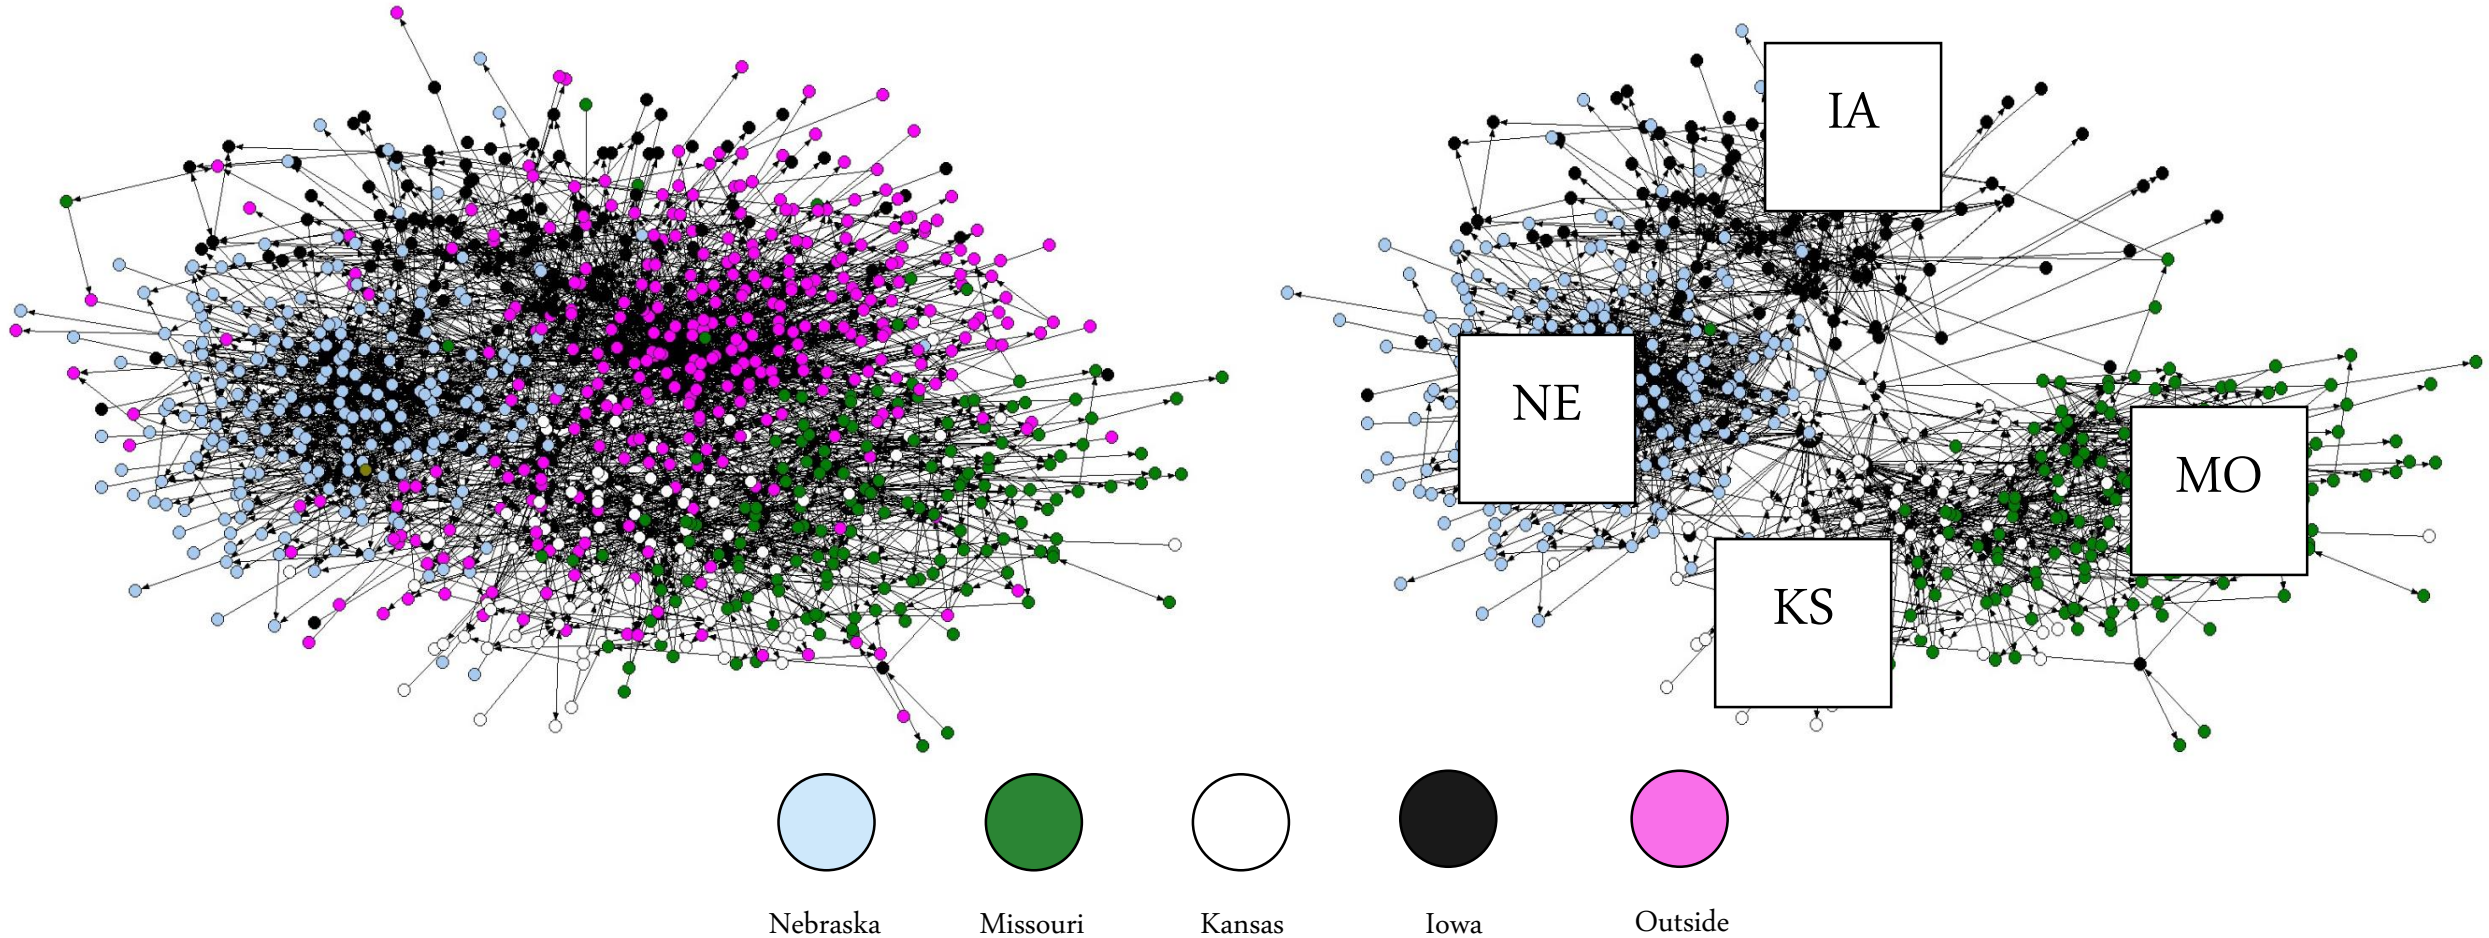 IA
NE
MO
KS
Nebraska
Missouri
Kansas
Iowa
Outside